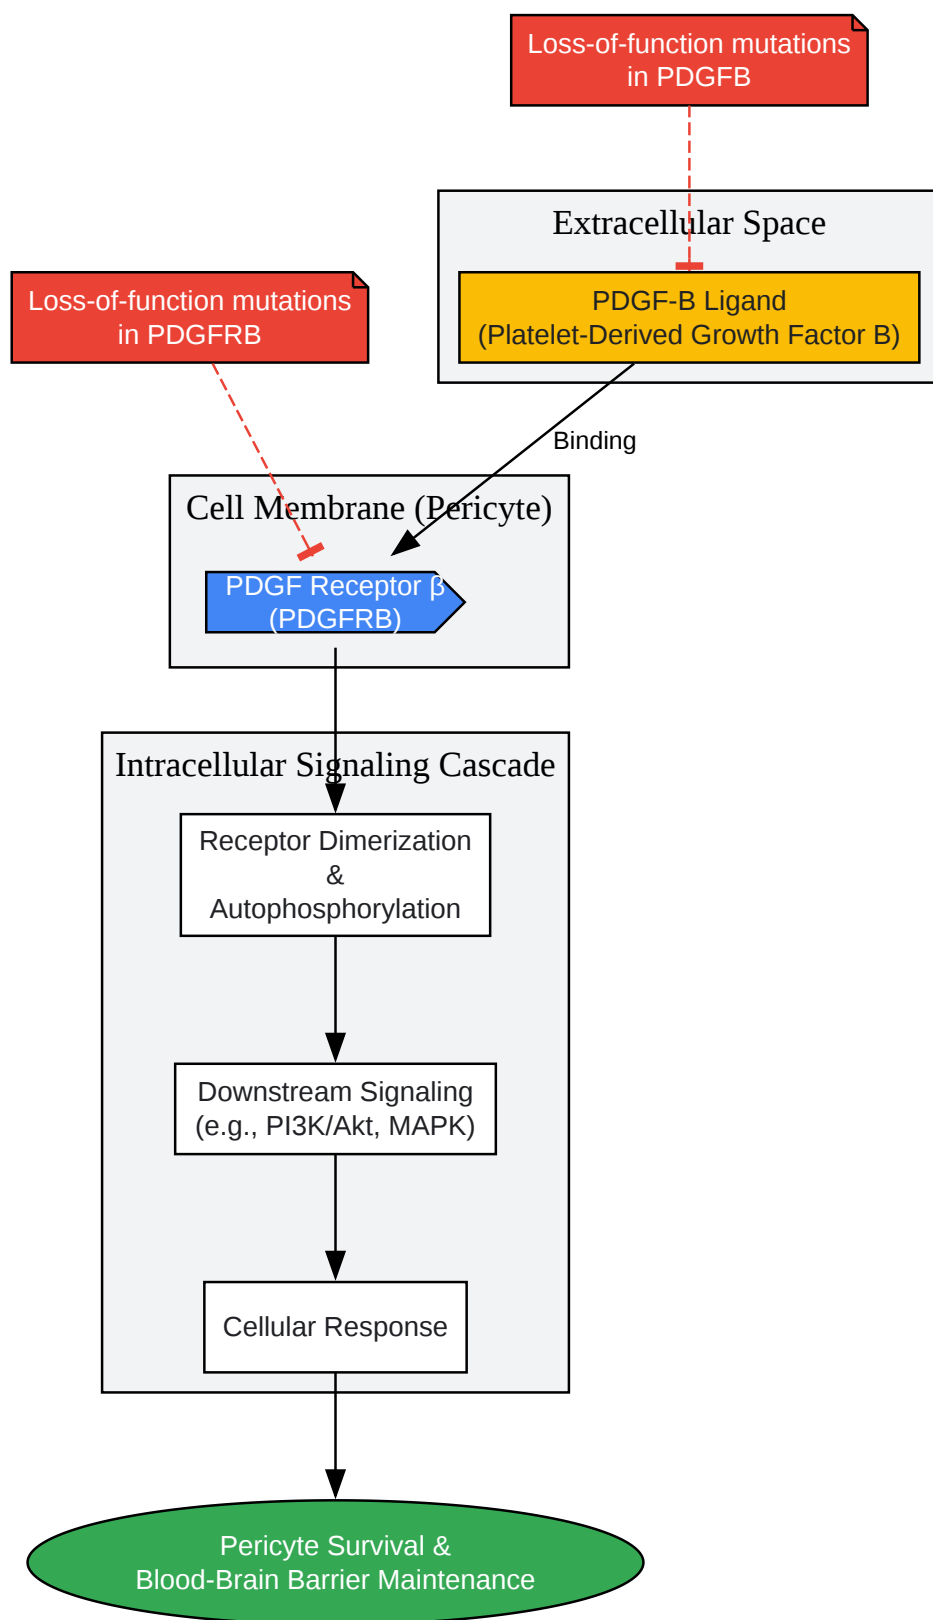 Loss-of-function mutations
in PDGFB
Extracellular Space
Loss-of-function mutations
in PDGFRB
PDGF-B Ligand
(Platelet-Derived Growth Factor B)
Binding
Cell Membrane (Pericyte)
PDGF Receptor β
(PDGFRB)
Intracellular Signaling Cascade
Receptor Dimerization
&
Autophosphorylation
Downstream Signaling
(e.g., PI3K/Akt, MAPK)
Cellular Response
Pericyte Survival &
Blood-Brain Barrier Maintenance